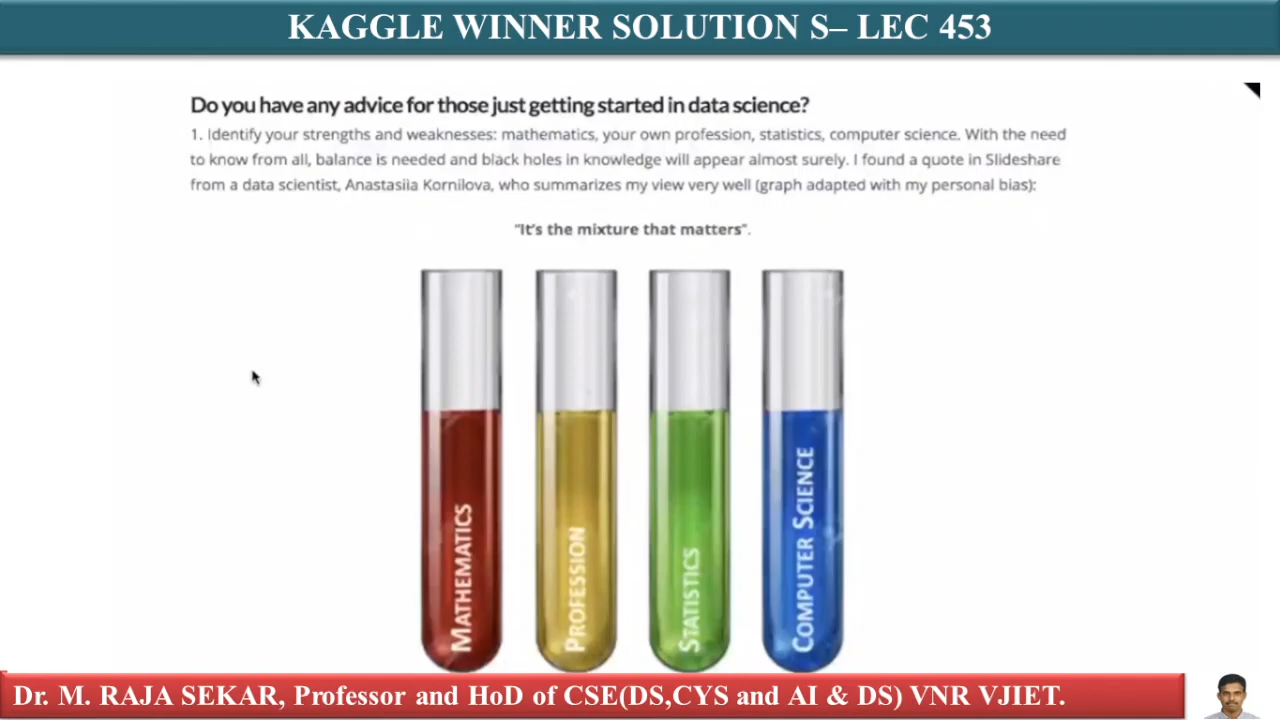 KAGGLE WINNER SOLUTION S– LEC 453
Do you have any advice for those just getting started in data science?
1. Identify your strengths and weaknesses: mathematics, your own profession, statistics, computer science. With the need
to know from all, balance is needed and black holes in knowledge will appear almost surely. I found a quote in Slideshare
from a data scientist, Anastasiia Kornilova, who summarizes my view very well (graph adapted with my personal bias):
"It's the mixture that matters".
MATHEMATICS
PROFESSION
STATISTICS
COMPUTER SCIENCE
Dr. M. RAJA SEKAR, Professor and HoD of CSE(DS,CYS and AI & DS) VNR VJIET.